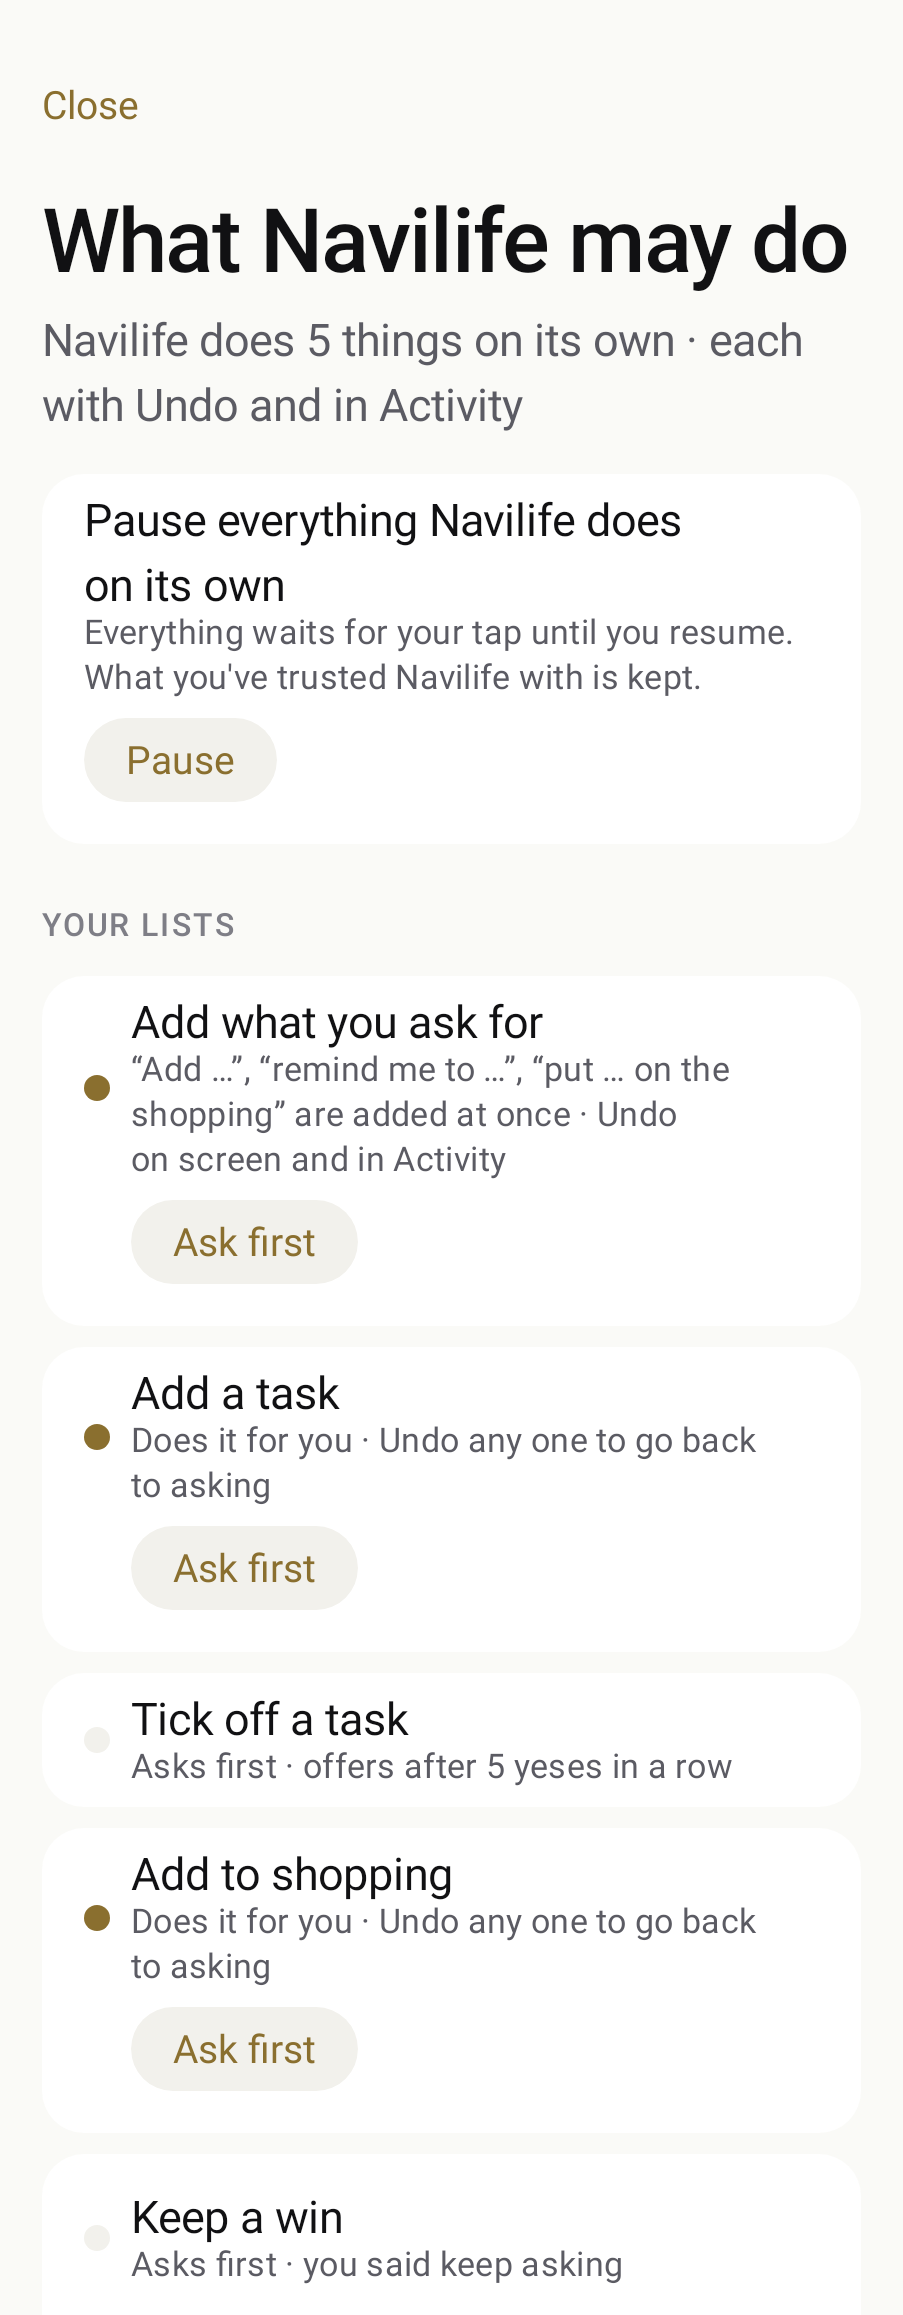 Close
What Navilife may do
Navilife does 5 things on its own · each
with Undo and in Activity
Pause everything Navilife does
on its own
Everything waits for your tap until you resume.
What you've trusted Navilife with is kept.
Pause
YOUR LISTS
Add what you ask for
“Add …”, “remind me to …”, “put … on the
shopping” are added at once · Undo
on screen and in Activity
Ask first
Add a task
Does it for you · Undo any one to go back
to asking
Ask first
Tick off a task
Asks first · offers after 5 yeses in a row
Add to shopping
Does it for you · Undo any one to go back
to asking
Ask first
Keep a win
Asks first · you said keep asking